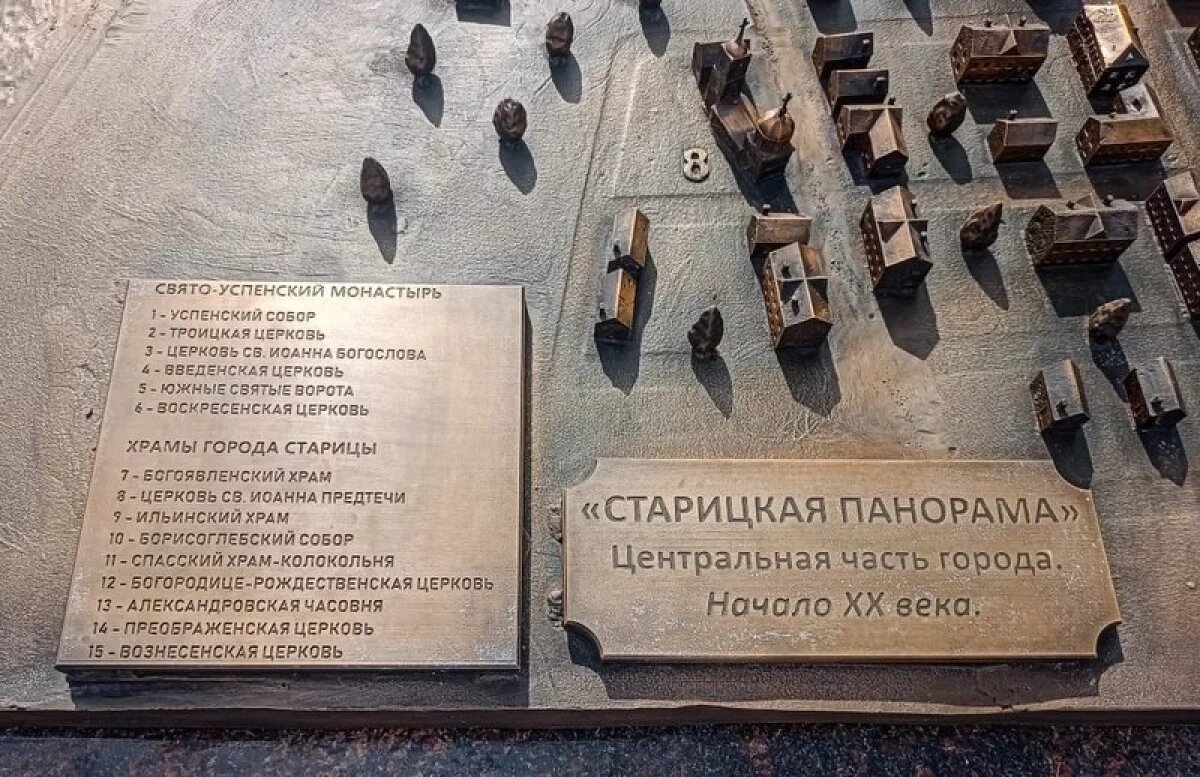 8
СВЯТО-УСПЕНСКИЙ МОНАСТЫРЬ
1 - УСПЕНСКИЙ СОБОР
2 - ТРОИЦКАЯ ЦЕРКОВЬ
3 - ЦЕРКОВЬ СВ. ИОАННА БОГОСЛОВА
4 - ВВЕДЕНСКАЯ ЦЕРКОВЬ
5 - ЮЖНЫЕ СВЯТЫЕ ВОРОТА
6 - ВОСКРЕСЕНСКАЯ ЦЕРКОВЬ
ХРАМЫ ГОРОДА СТАРИЦЫ
7 - БОГОЯВЛЕНСКИЙ ХРАМ
8 - ЦЕРКОВЬ СВ. ИОАННА ПРЕДТЕЧИ
9 - ИЛЬИНСКИЙ ХРАМ
10 - БОРИСОГЛЕБСКИЙ СОБОР
11 - СПАССКИЙ ХРАМ-КОЛОКОЛЬНЯ
12 - БОГОРОДИЦЕ-РОЖДЕСТВЕНСКАЯ ЦЕРКОВЬ
13 - АЛЕКСАНДРОВСКАЯ ЧАСОВНЯ
14 - ПРЕОБРАЖЕНСКАЯ ЦЕРКОВЬ
15 - ВОЗНЕСЕНСКАЯ ЦЕРКОВЬ
«СТАРИЦКАЯ ПАНОРАМА»
Центральная часть города.
Начало XX века.